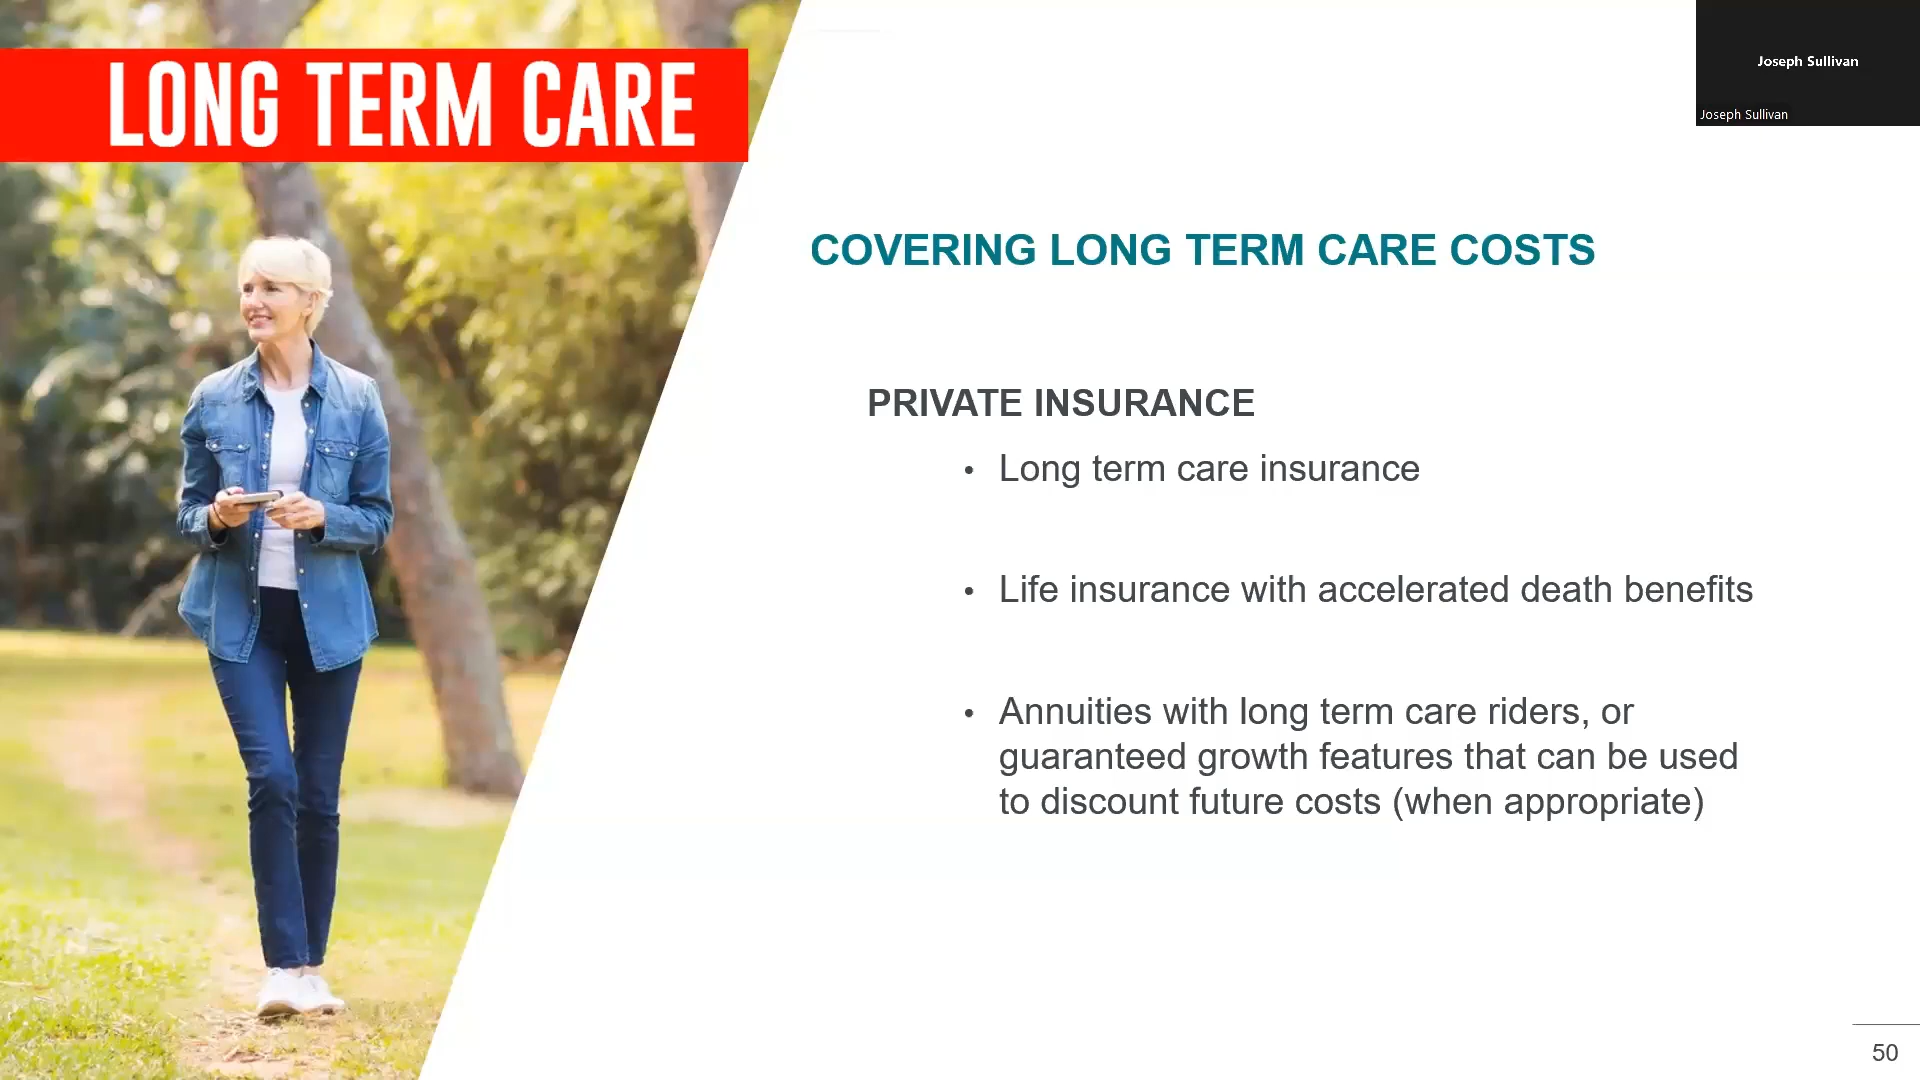 LONG TERM CARE
Joseph Sullivan
Joseph Sullivan
COVERING LONG TERM CARE COSTS
PRIVATE INSURANCE
• Long term care insurance
• Life insurance with accelerated death benefits
• Annuities with long term care riders, or
guaranteed growth features that can be used
to discount future costs (when appropriate)
50